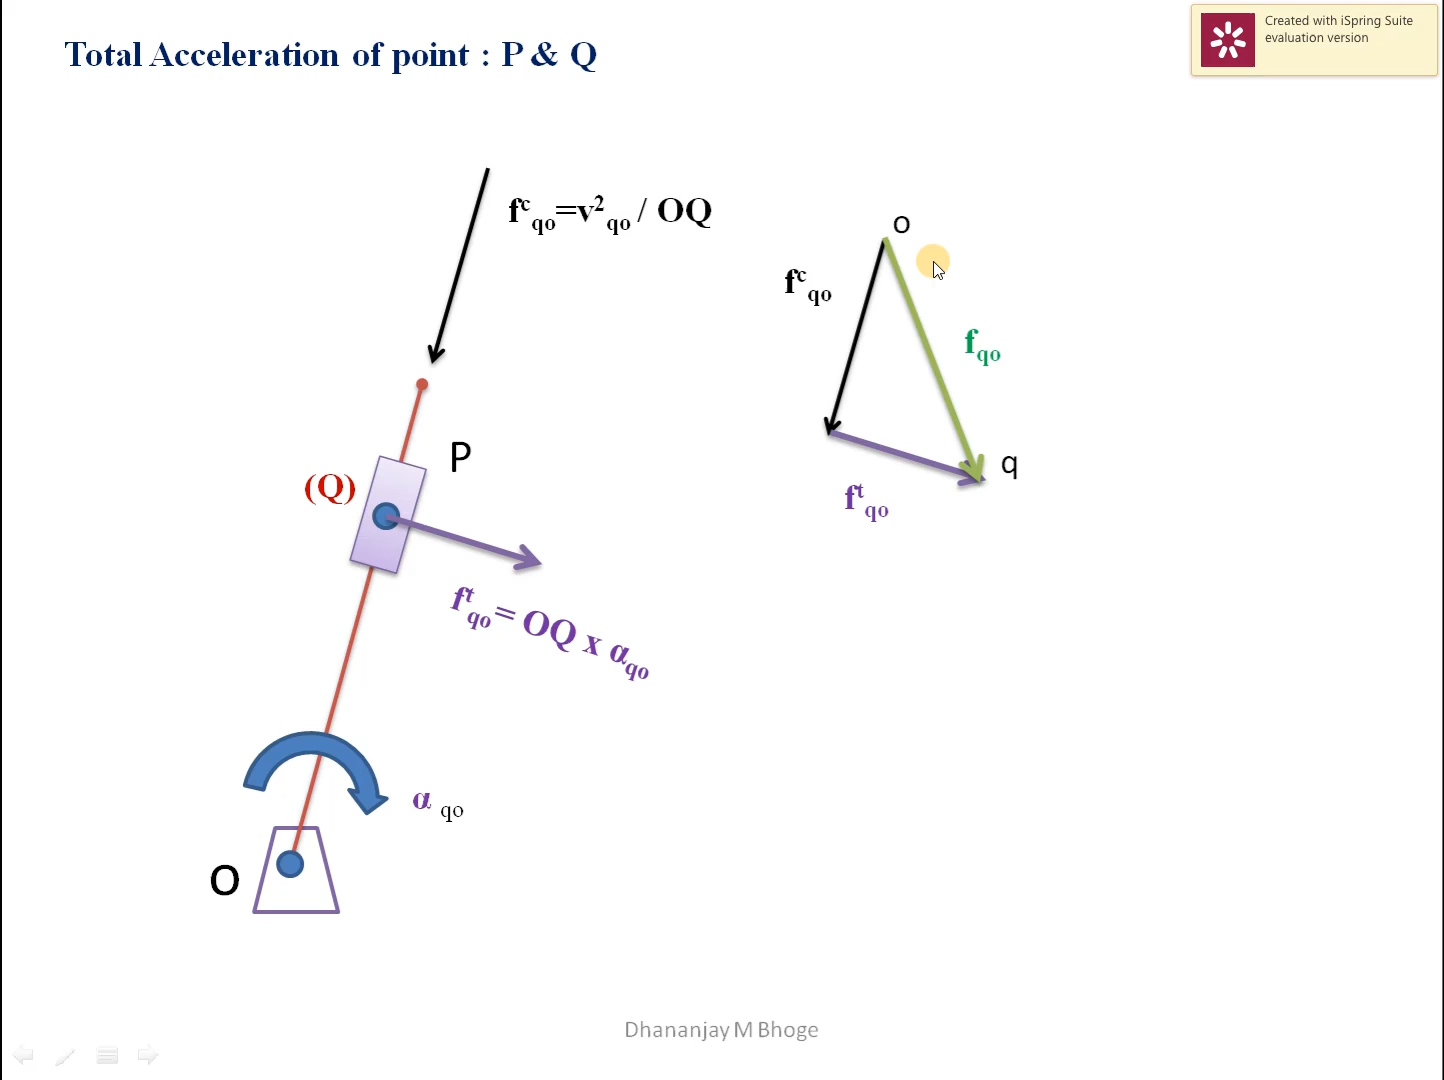 Total Acceleration of point : P & Q
Created with iSpring Suite
evaluation version
fᶜqo=v²qo / OQ
O
fᶜqo
fqo
P
(Q)
q
fᵗqo
fᵗqo = OQ x αqo
α qo
O
Dhananjay M Bhoge